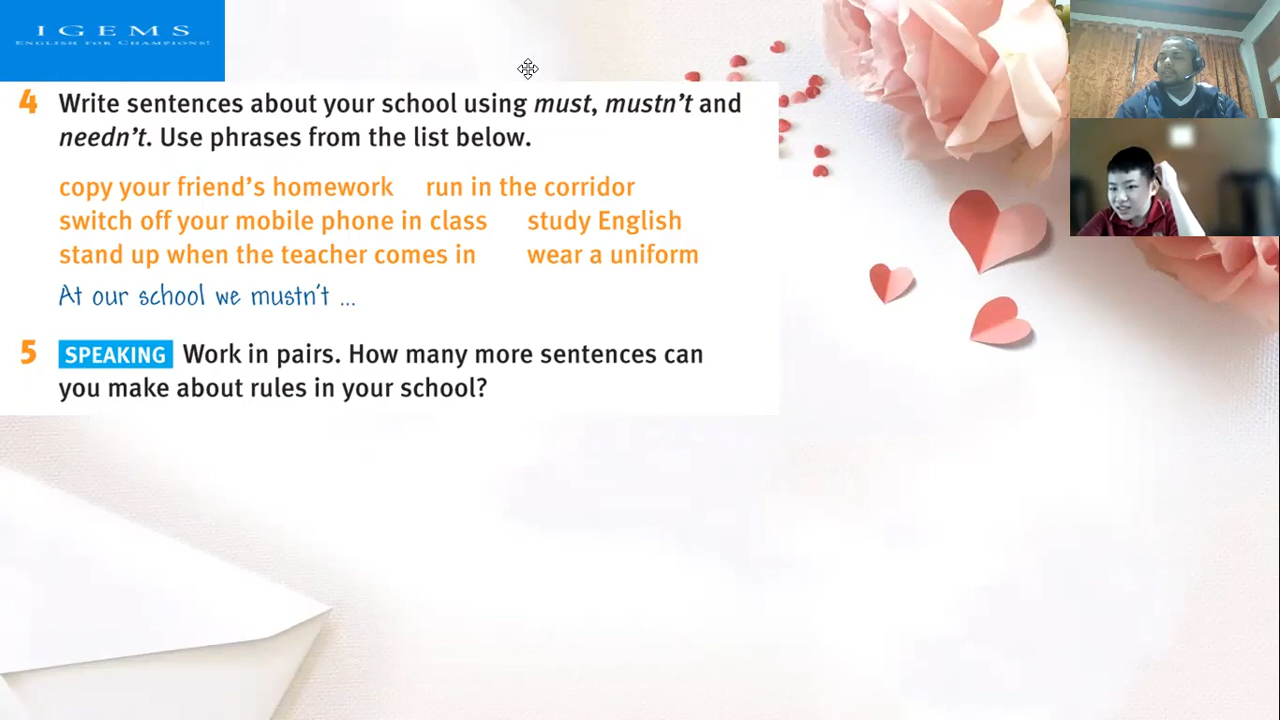 I G E M S
English for Champions!
4 Write sentences about your school using must, mustn't and
needn't. Use phrases from the list below.
copy your friend's homework run in the corridor
switch off your mobile phone in class study English
stand up when the teacher comes in wear a uniform
At our school we mustn't ...
5 SPEAKING Work in pairs. How many more sentences can
you make about rules in your school?